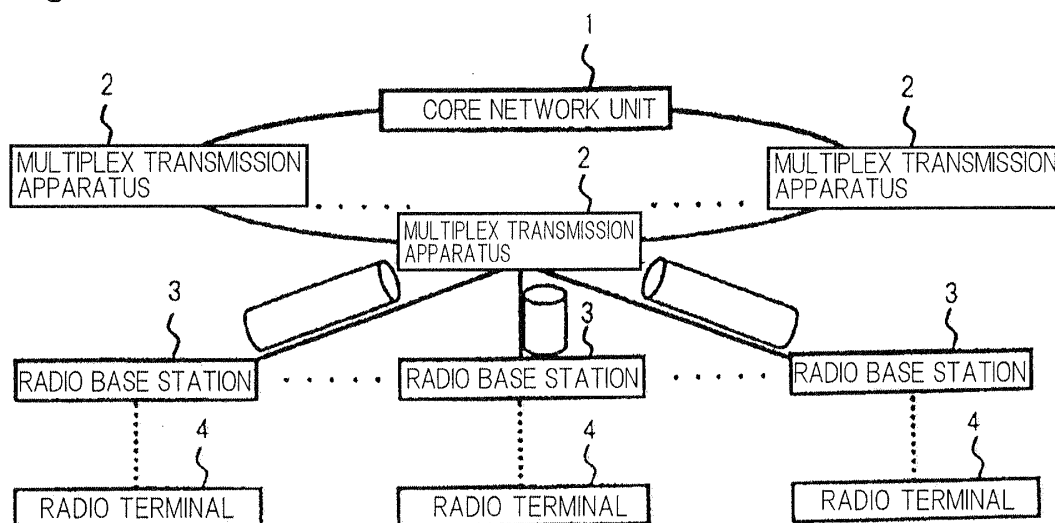 1
CORE NETWORK UNIT
2
MULTIPLEX TRANSMISSION
APPARATUS
2
MULTIPLEX TRANSMISSION
APPARATUS
2
MULTIPLEX TRANSMISSION
APPARATUS
3
RADIO BASE STATION
3
RADIO BASE STATION
3
RADIO BASE STATION
4
RADIO TERMINAL
4
RADIO TERMINAL
4
RADIO TERMINAL